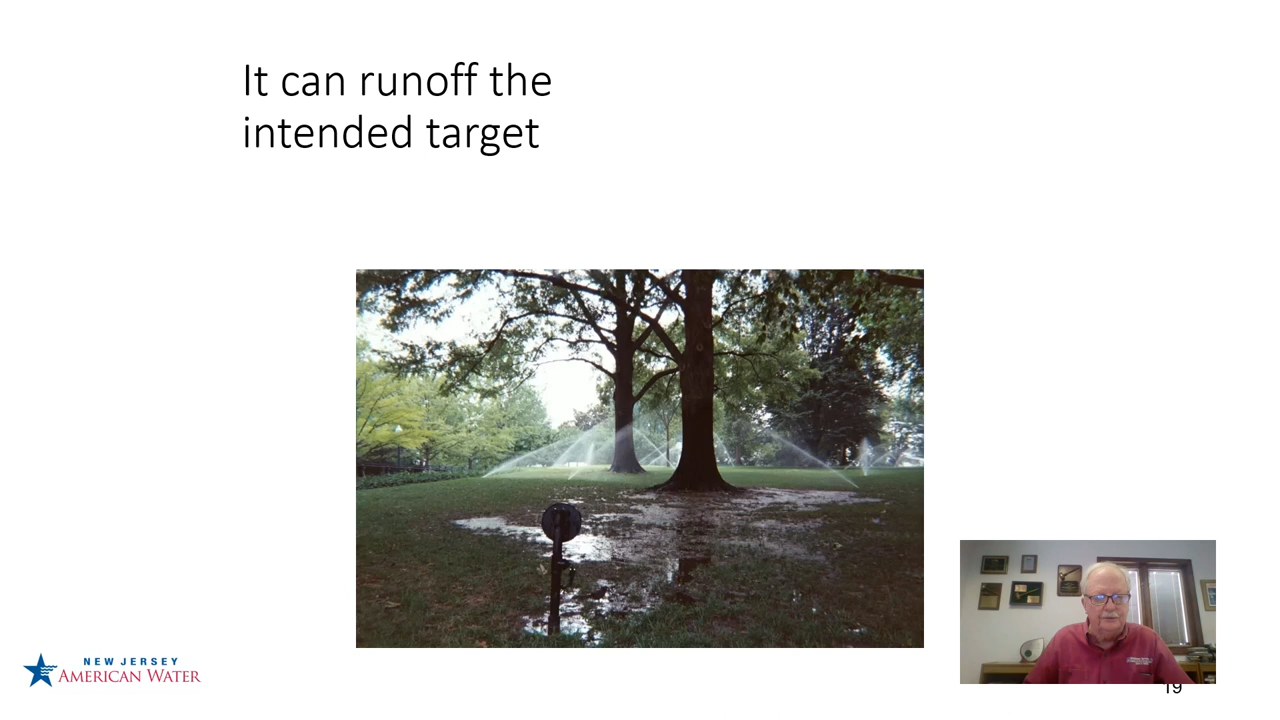 It can runoff the
intended target
NEW JERSEY
AMERICAN WATER
19